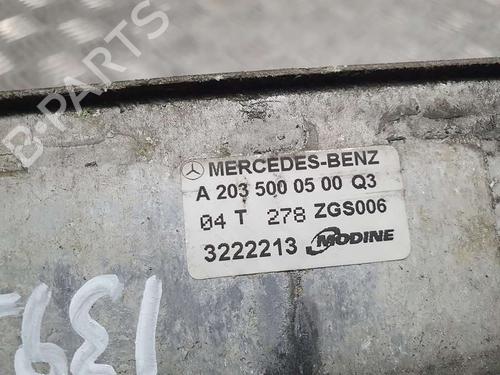 B-PARTS
MERCEDES-BENZ
A 203 500 05 00 Q3
04 T 278 ZGS006
3222213 MODINE